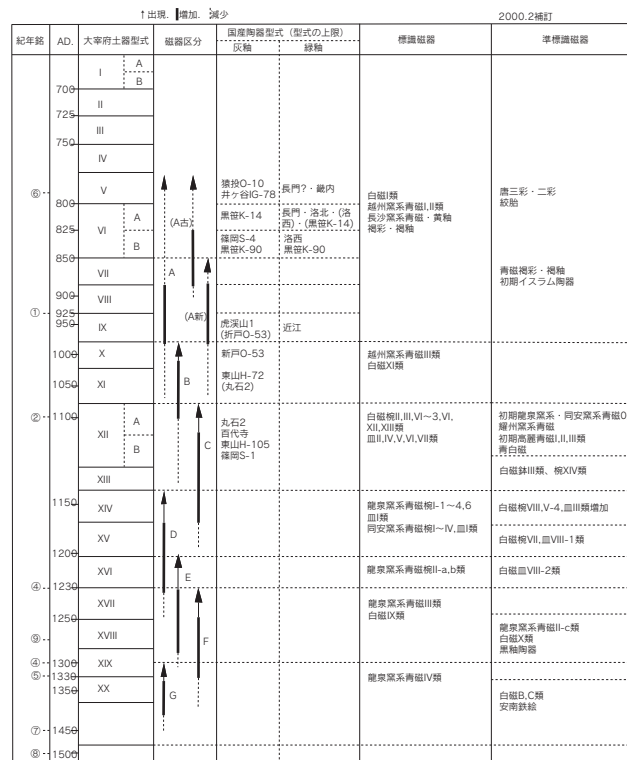 ↑出現. 増加. 減少
2000.2補訂
紀年銘 AD. 大宰府土器型式 磁器区分 国産陶器型式（型式の上限） 標識磁器 準標識磁器
灰釉 緑釉
I A
B
700
II
725
III
750
IV
⑥
V
猿投O-10 長門?・畿内
井ヶ谷IG-78
白磁I類
越州窯系青磁I,II類
長沙窯系青磁・黄釉
褐彩・褐釉
唐三彩・二彩
絞胎
800
VI A
B
(A古)
黒笹K-14 長門・洛北・(洛
西)・(黒笹K-14)
825
篠岡S-4 洛西
黒笹K-90 黒笹K-90
850
VII
A
青磁褐彩・褐釉
初期イスラム陶器
900
VIII
① 925
950
IX
(A新)
虎渓山1 近江
(折戸O-53)
1000
X
新戸O-53
越州窯系青磁III類
白磁XI類
1050
XI
B
東山H-72
(丸石2)
② 1100
XII A
B
C
丸石2
百代寺
東山H-105
篠岡S-1
白磁椀II,III,VI~3,VI,
XII,XIII類
皿II,IV,V,VI,VII類
初期龍泉窯系・同安窯系青磁0
耀州窯系青磁
初期高麗青磁I,II,III類
青白磁
XIII
白磁鉢III類、椀XIV類
1150
XIV
D
龍泉窯系青磁椀I-1~4,6
皿I類
同安窯系青磁椀I~IV,皿I類
白磁椀VIII,V-4,皿III類増加
XV
白磁椀VII,皿VIII-1類
1200
XVI
E
龍泉窯系青磁椀II-a,b類
白磁皿VIII-2類
④ 1230
XVII
龍泉窯系青磁III類
白磁IX類
1250
⑨
XVIII
F
龍泉窯系青磁II-c類
白磁X類
黒釉陶器
④ 1300
XIX
⑤ 1330
1350
XX
G
龍泉窯系青磁IV類
白磁B,C類
安南鉄絵
⑦ 1450
⑧ 1500